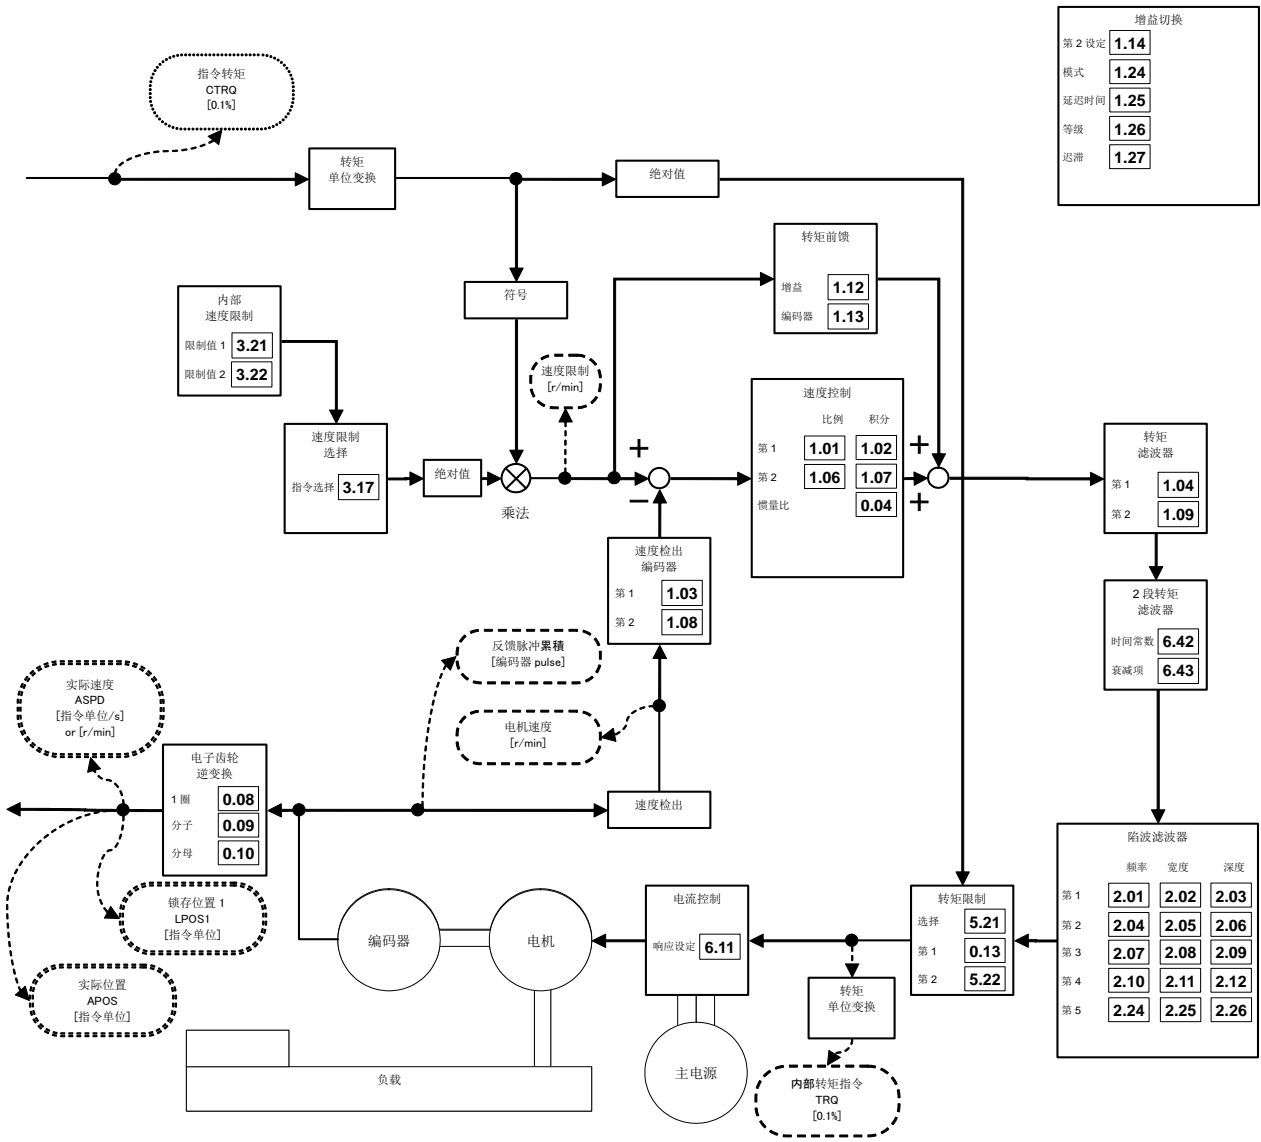 增益切换
第 2 设定 1.14
模式 1.24
延迟时间 1.25
等级 1.26
迟滞 1.27
指令转矩
CTRQ
[0.1%]
转矩
单位变换
绝对值
转矩前馈
增益 1.12
编码器 1.13
符号
内部
速度限制
限制值 1 3.21
限制值 2 3.22
速度限制
[r/min]
速度限制
选择
指令选择 3.17
绝对值
乘法
+
−
速度控制
比例 积分
第 1 1.01 1.02
第 2 1.06 1.07
惯量比 0.04
+
+
转矩
滤波器
第 1 1.04
第 2 1.09
速度检出
编码器
第 1 1.03
第 2 1.08
2 段转矩
滤波器
时间常数 6.42
衰减项 6.43
反馈脉冲累積
[编码器 pulse]
电机速度
[r/min]
实际速度
ASPD
[指令单位/s]
or [r/min]
电子齿轮
逆变换
1 圈 0.08
分子 0.09
分母 0.10
速度检出
陷波滤波器
频率 宽度 深度
第 1 2.01 2.02 2.03
第 2 2.04 2.05 2.06
第 3 2.07 2.08 2.09
第 4 2.10 2.11 2.12
第 5 2.24 2.25 2.26
锁存位置 1
LPOS1
[指令单位]
编码器
电机
电流控制
响应设定 6.11
转矩限制
选择 5.21
第 1 0.13
第 2 5.22
实际位置
APOS
[指令单位]
转矩
单位变换
负载
主电源
内部转矩指令
TRQ
[0.1%]